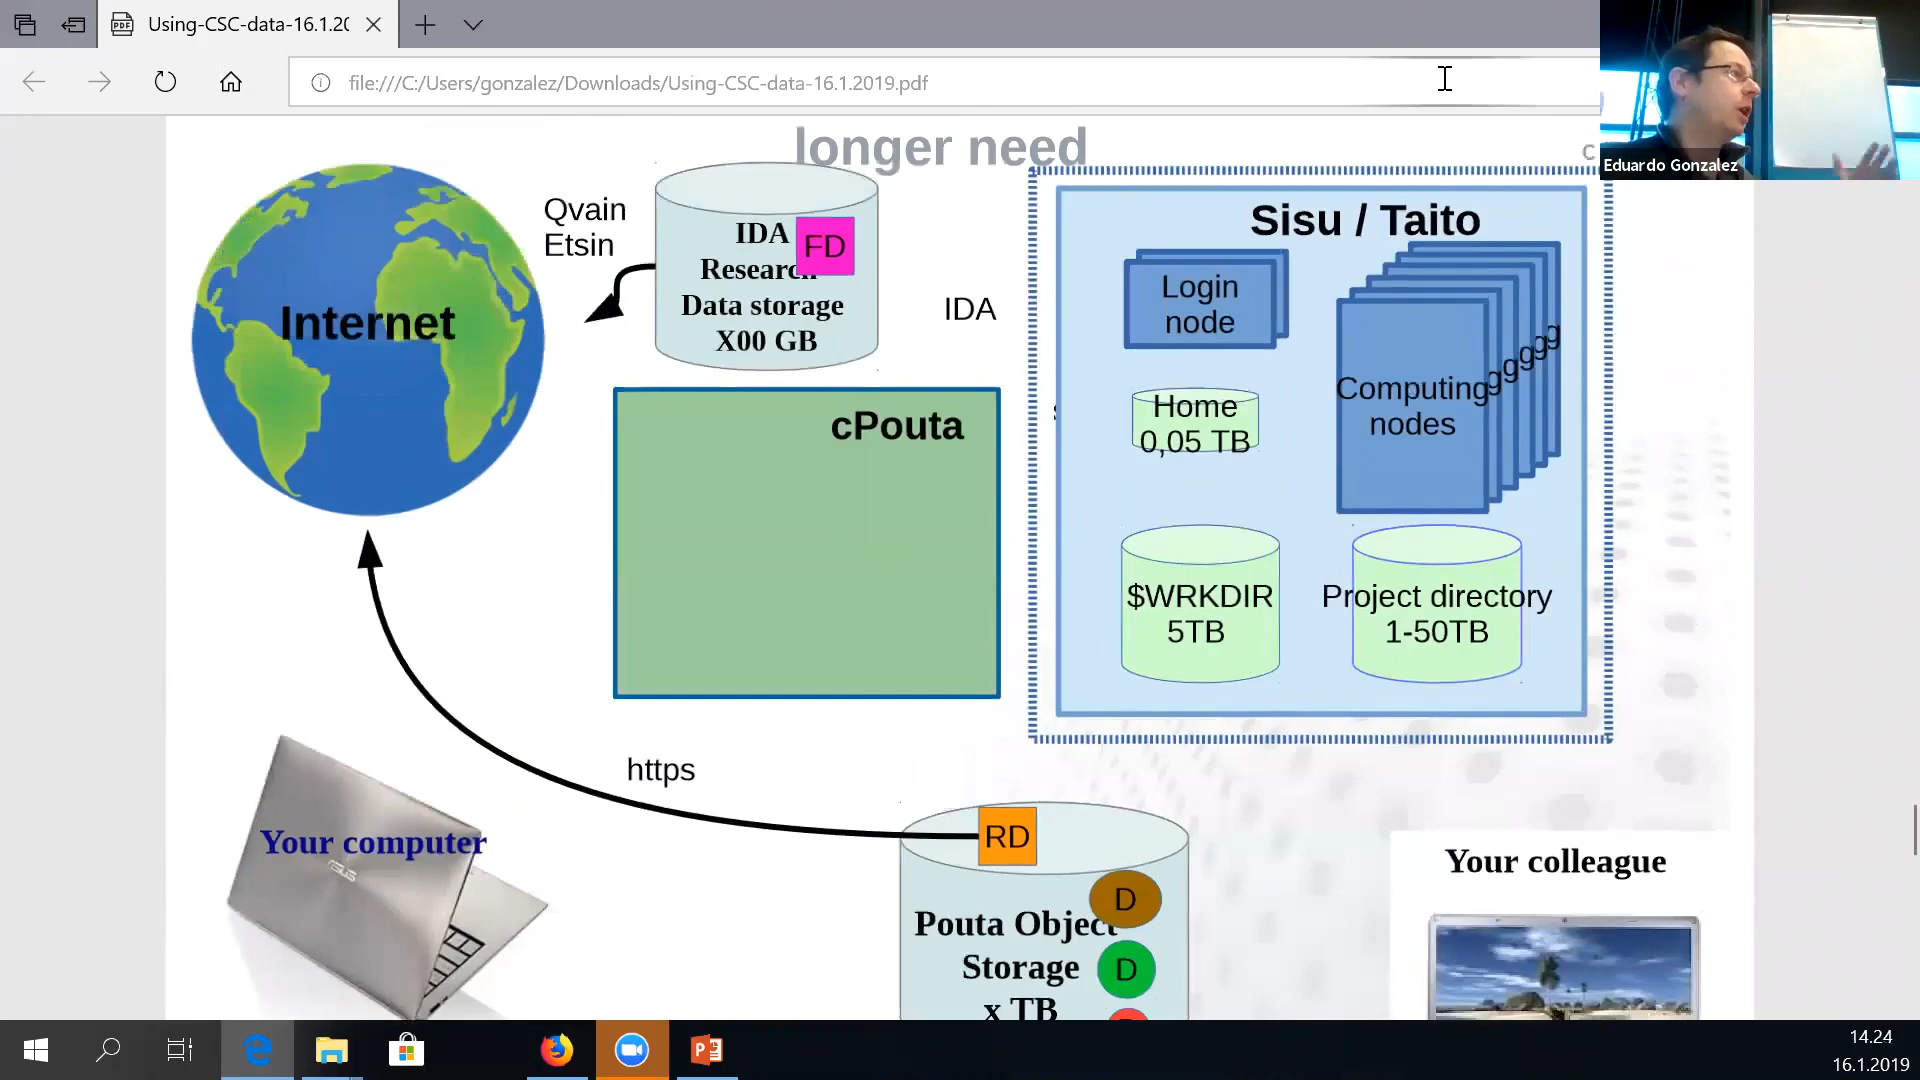 Using-CSC-data-16.1.20
file:///C:/Users/gonzalez/Downloads/Using-CSC-data-16.1.2019.pdf
Eduardo Gonzalez
longer need
Internet
Qvain
Etsin
IDA
FD
Research
Data storage
X00 GB
IDA
cPouta
Sisu / Taito
Login
node
Home
0,05 TB
Computing
nodes
g
g
g
g
g
$WRKDIR
5TB
Project directory
1-50TB
https
Your computer
ASUS
RD
D
Pouta Object
Storage
D
x TB
Your colleague
14.24
16.1.2019